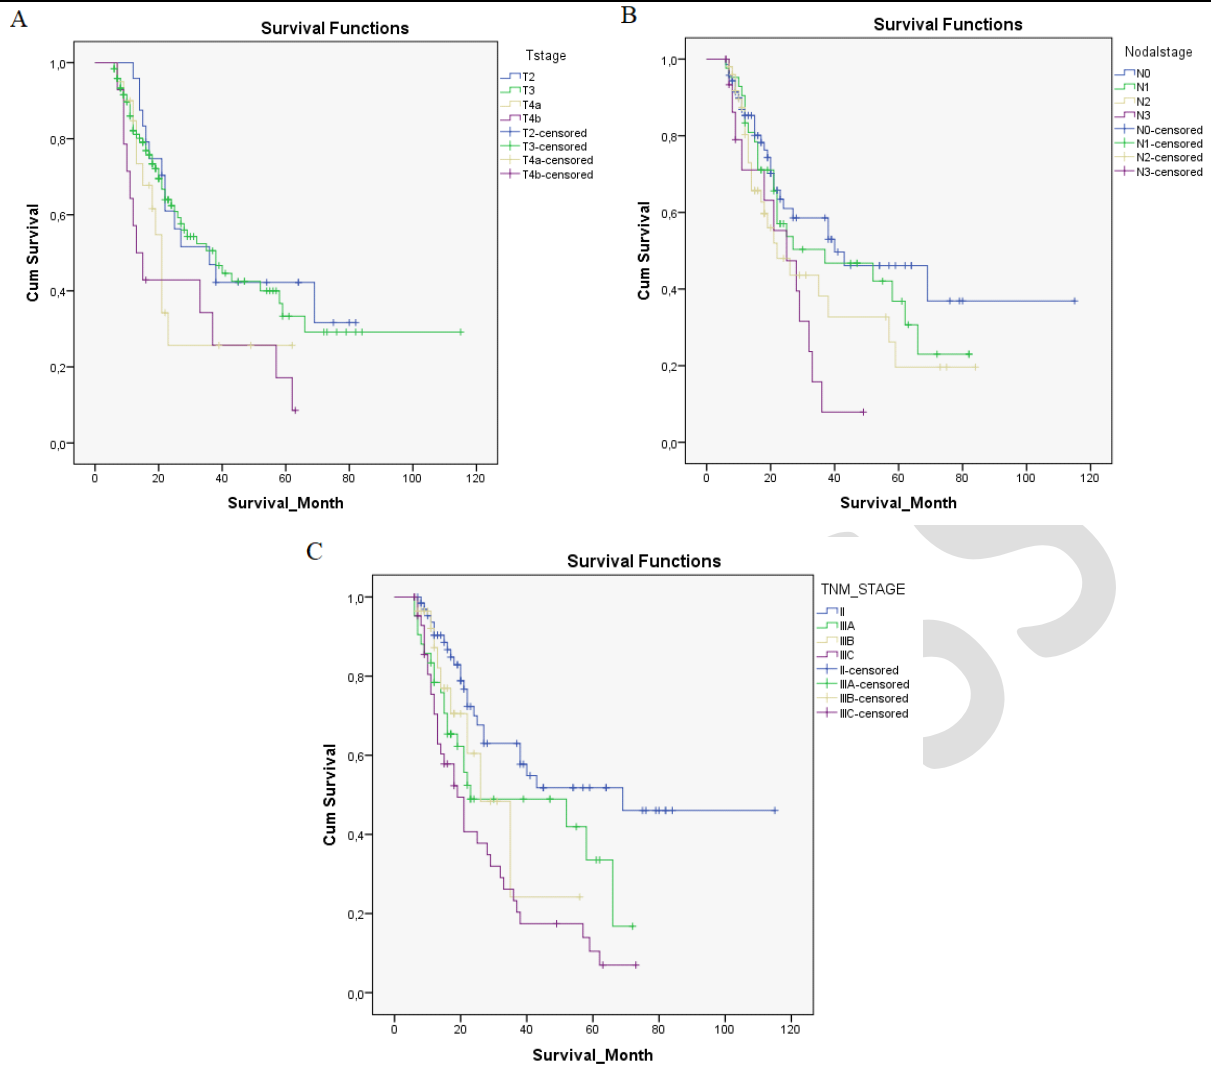 A
Survival Functions
Tstage
T2
T3
T4a
T4b
T2-censored
T3-censored
T4a-censored
T4b-censored
Cum Survival
1,0
0,8
0,6
0,4
0,2
0,0
0 20 40 60 80 100 120
Survival_Month
B
Survival Functions
Nodalstage
N0
N1
N2
N3
N0-censored
N1-censored
N2-censored
N3-censored
Cum Survival
1,0
0,8
0,6
0,4
0,2
0,0
0 20 40 60 80 100 120
Survival_Month
C
Survival Functions
TNM_STAGE
II
IIIA
IIIB
IIIC
II-censored
IIIA-censored
IIIB-censored
IIIC-censored
Cum Survival
1,0
0,8
0,6
0,4
0,2
0,0
0 20 40 60 80 100 120
Survival_Month